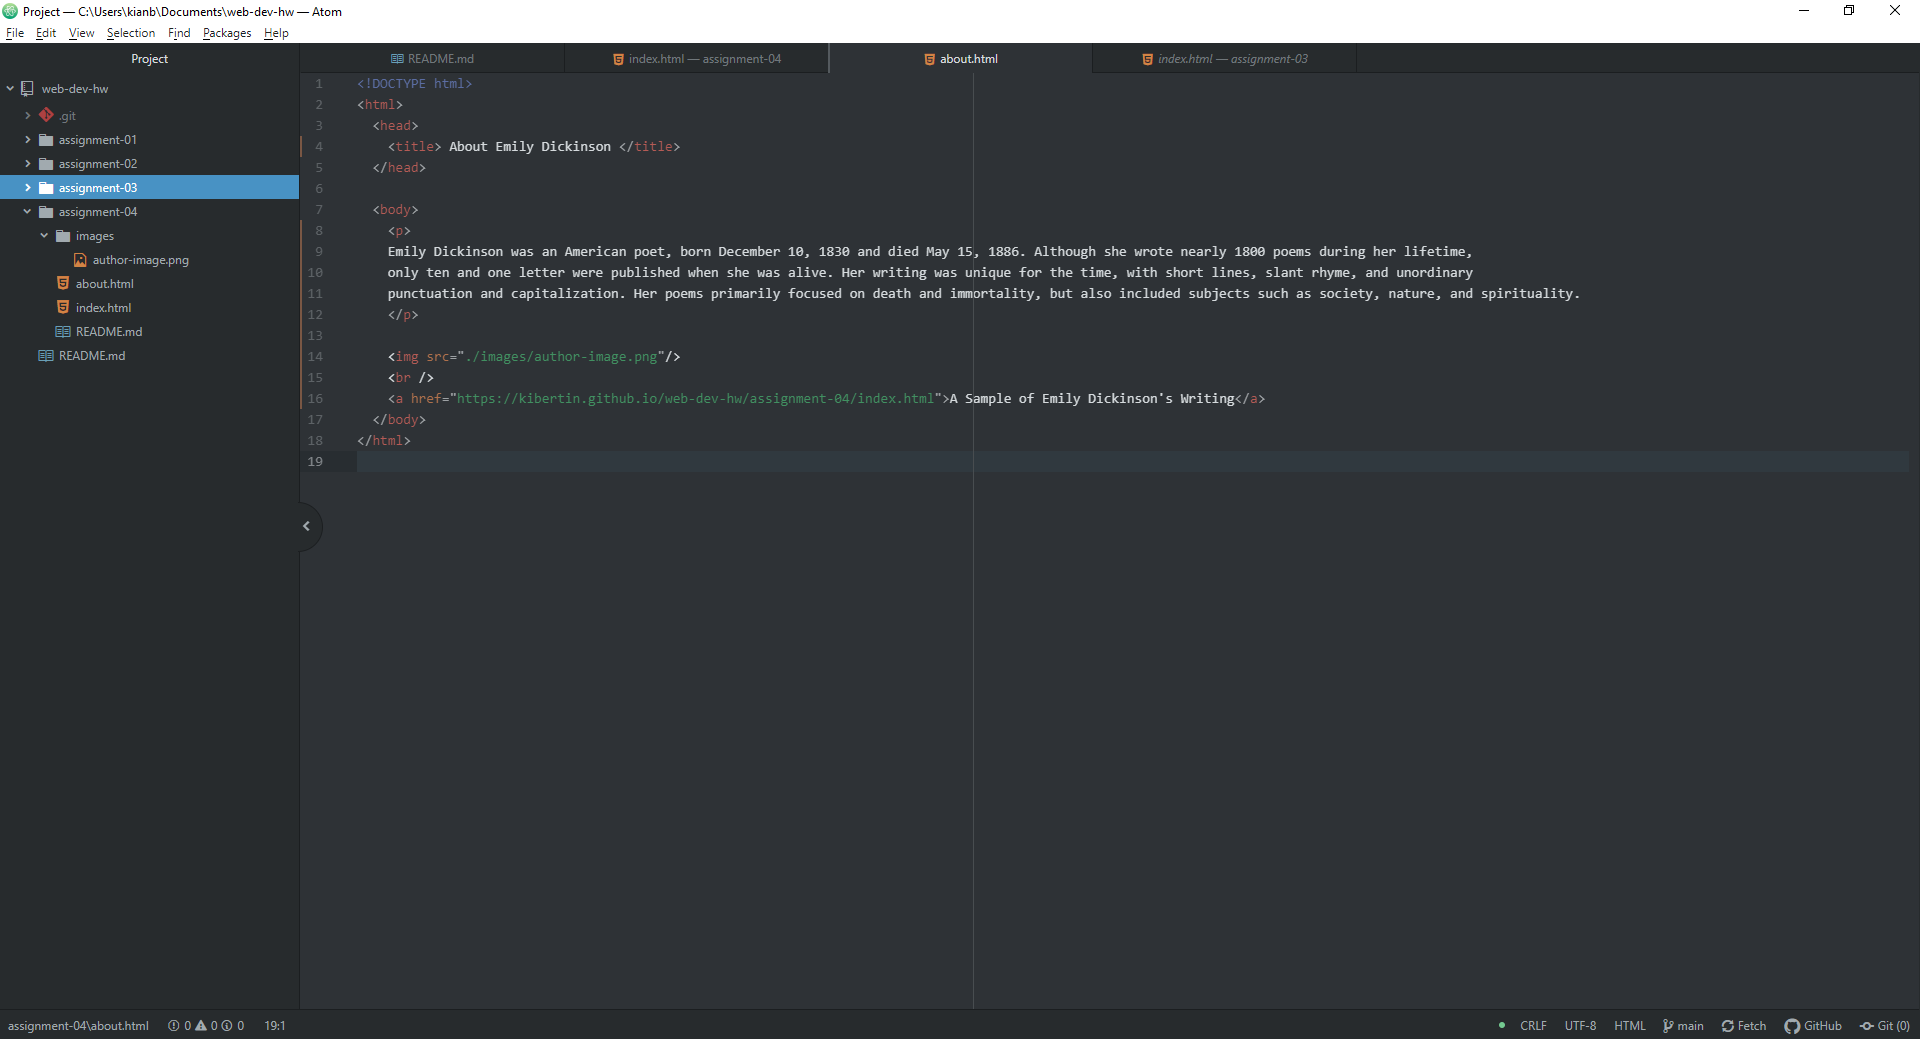 Project — C:\Users\kianb\Documents\web-dev-hw — Atom
File Edit View Selection Find Packages Help
Project
README.md
index.html — assignment-04
about.html
index.html — assignment-03
web-dev-hw
.git
assignment-01
assignment-02
assignment-03
assignment-04
images
author-image.png
about.html
index.html
README.md
README.md
1 <!DOCTYPE html>
2 <html>
3 <head>
4 <title> About Emily Dickinson </title>
5 </head>
6
7 <body>
8 <p>
9 Emily Dickinson was an American poet, born December 10, 1830 and died May 15, 1886. Although she wrote nearly 1800 poems during her lifetime,
10 only ten and one letter were published when she was alive. Her writing was unique for the time, with short lines, slant rhyme, and unordinary
11 punctuation and capitalization. Her poems primarily focused on death and immortality, but also included subjects such as society, nature, and spirituality.
12 </p>
13
14 <img src="./images/author-image.png"/>
15 <br />
16 <a href="https://kibertin.github.io/web-dev-hw/assignment-04/index.html">A Sample of Emily Dickinson's Writing</a>
17 </body>
18 </html>
19
assignment-04\about.html 0 0 0 19:1 CRLF UTF-8 HTML main Fetch GitHub Git (0)